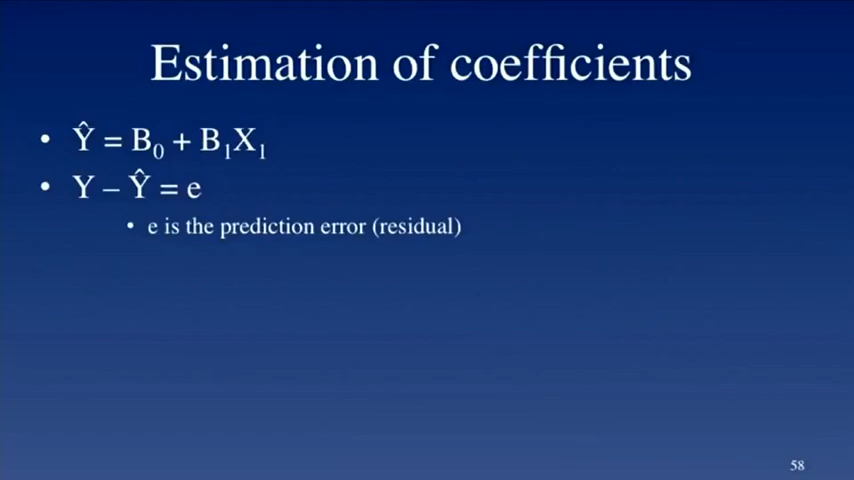 Estimation of coefficients
• Ŷ = B₀ + B₁X₁
• Y – Ŷ = e
• e is the prediction error (residual)
58